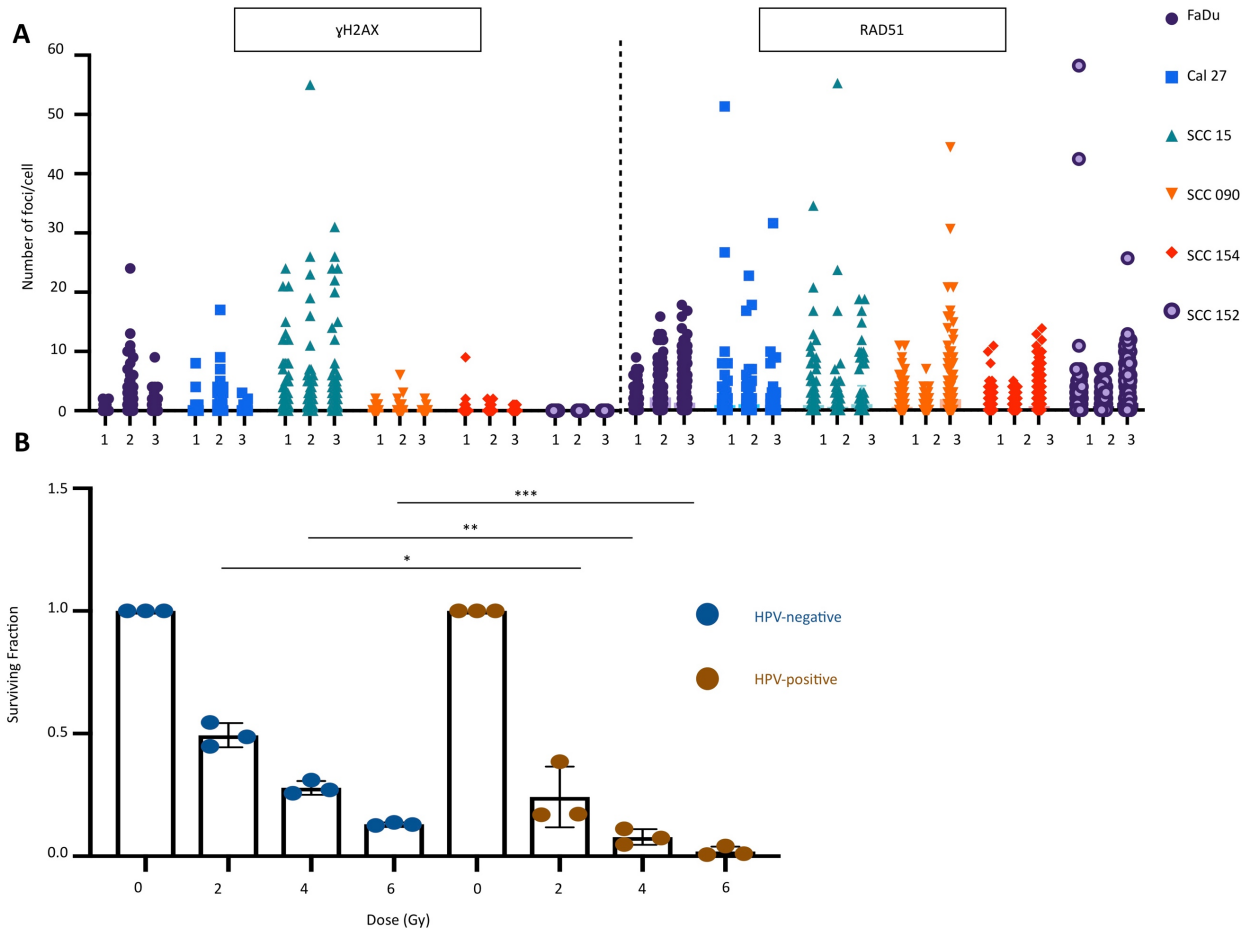 A
ɣH2AX
RAD51
FaDu
Cal 27
SCC 15
SCC 090
SCC 154
SCC 152
Number of foci/cell
60
50
40
30
20
10
0
1 2 3 1 2 3 1 2 3 1 2 3 1 2 3 1 2 3 1 2 3 1 2 3 1 2 3 1 2 3 1 2 3 1 2 3
B
Surviving Fraction
1.5
1.0
0.5
0.0
***
**
*
HPV-negative
HPV-positive
0 2 4 6 0 2 4 6
Dose (Gy)